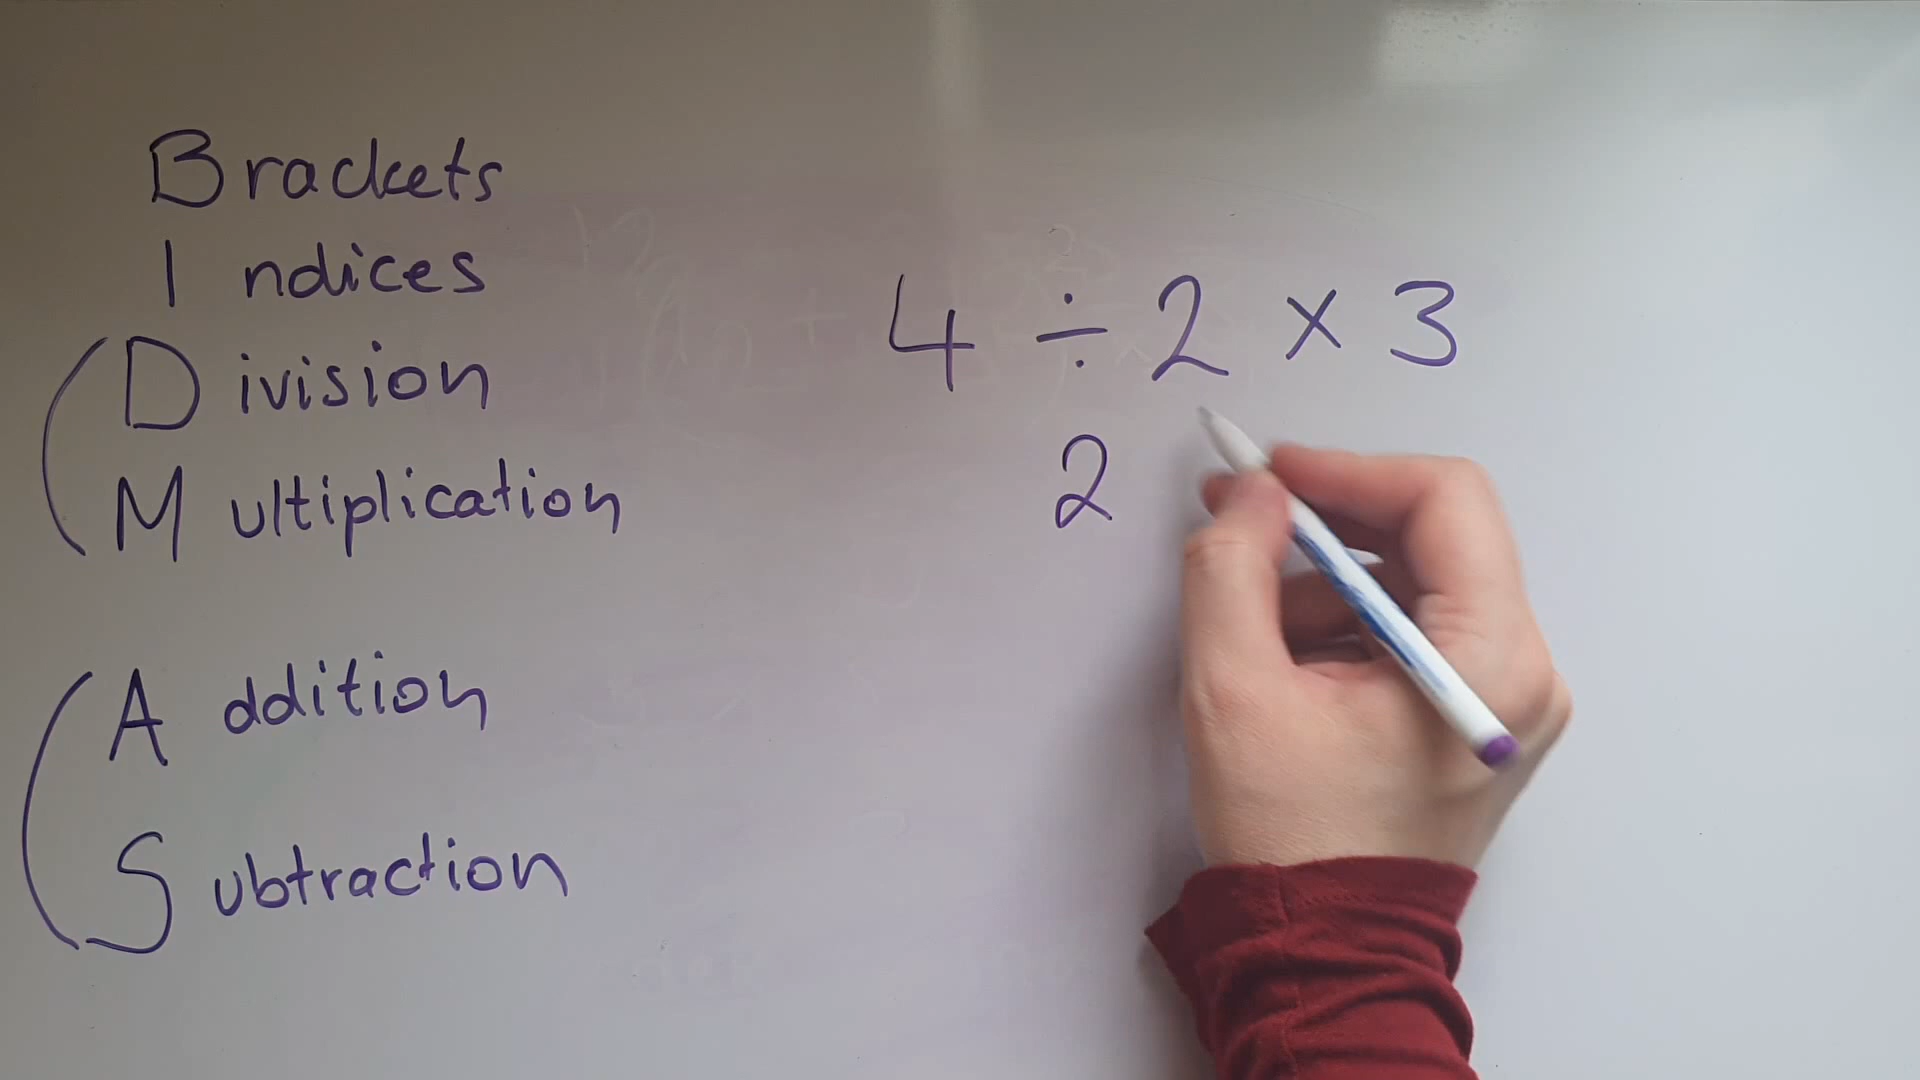 Brackets
Indices
Division
Multiplication
Addition
Subtraction
4 ÷ 2 × 3
2